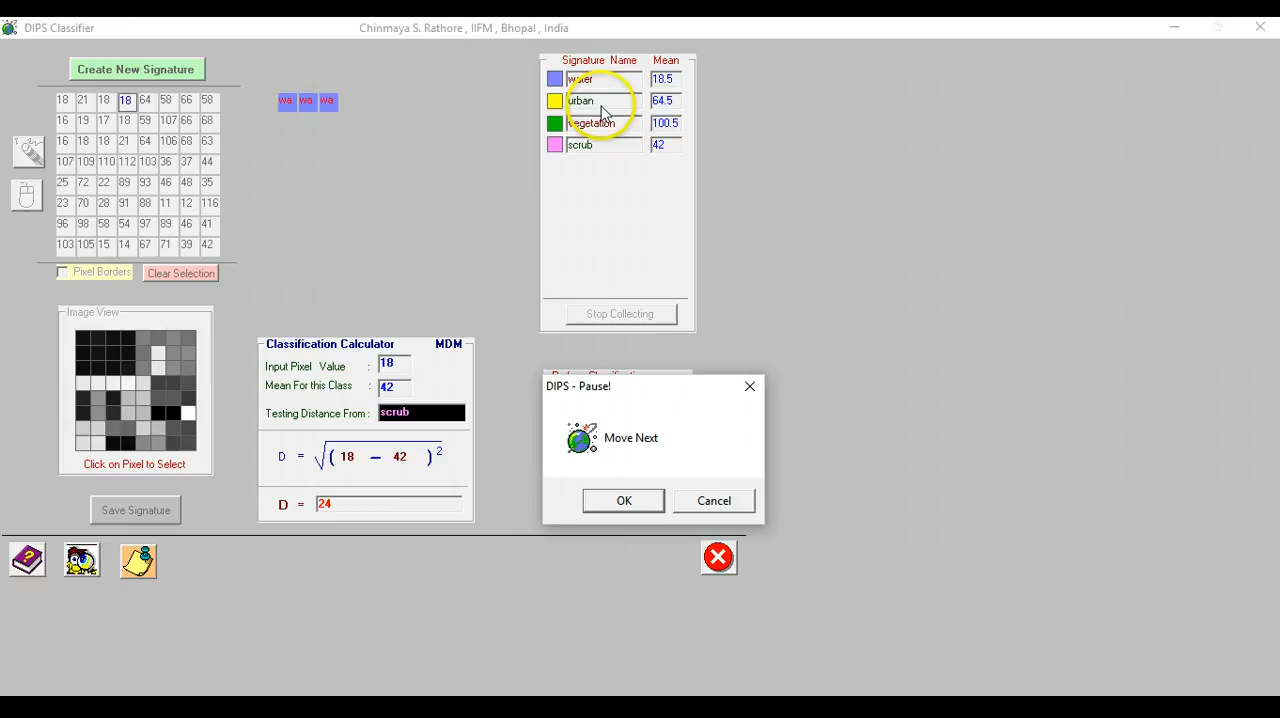 DIPS Classifier
Chinmaya S. Rathore , IIFM , Bhopal , India
Create New Signature
18 21 18 18 64 58 66 58
16 19 17 18 59 107 66 68
16 18 18 21 64 106 68 63
107 109 110 112 103 36 37 44
25 72 22 89 93 46 48 35
23 70 28 91 88 11 12 116
96 98 58 54 97 89 46 41
103 105 15 14 67 71 39 42
Pixel Borders
Clear Selection
wa wa wa
Signature Name Mean
water 18.5
urban 64.5
vegetation 100.5
scrub 42
Stop Collecting
Image View
Click on Pixel to Select
Save Signature
Classification Calculator MDM
Input Pixel Value : 18
Mean For this Class : 42
Testing Distance From : scrub
D = √( 18 – 42 )2
D = 24
DIPS - Pause!
Move Next
OK
Cancel